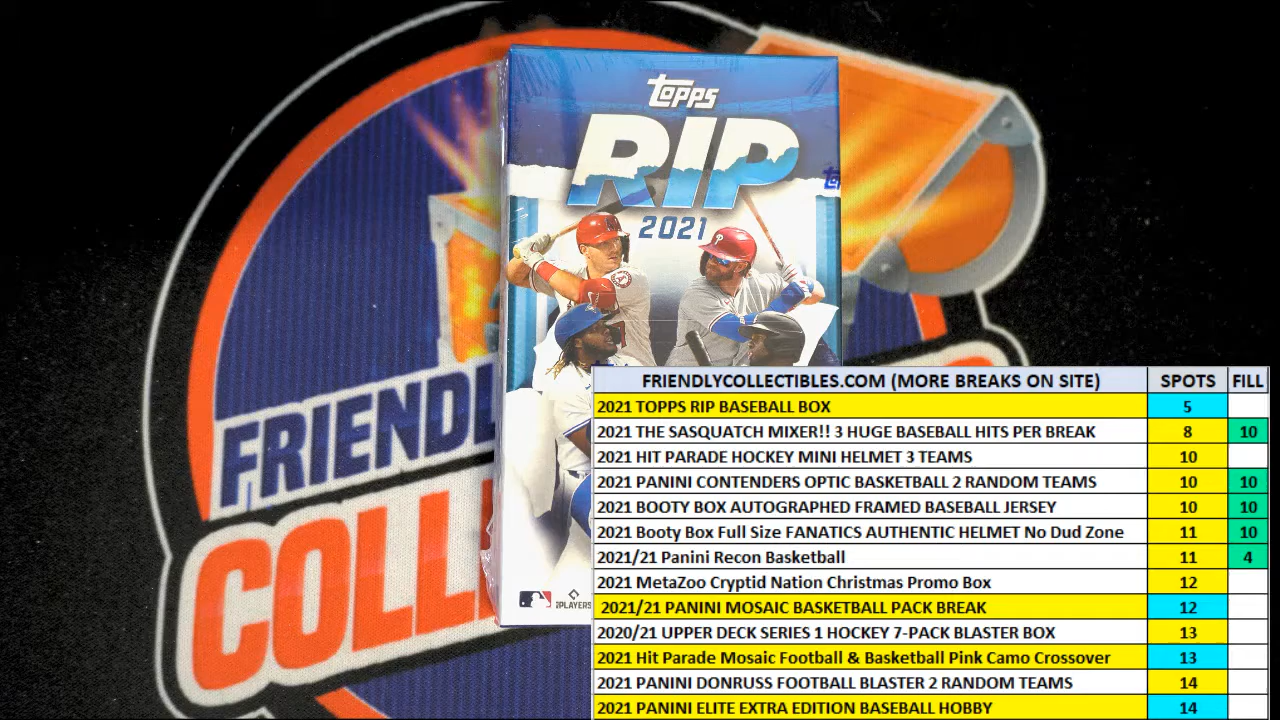 TOPPS
RIP
2021
P
A
FRIENDL
COLL
PLAYERS
FRIENDLYCOLLECTIBLES.COM (MORE BREAKS ON SITE) SPOTS FILL
2021 TOPPS RIP BASEBALL BOX 5
2021 THE SASQUATCH MIXER!! 3 HUGE BASEBALL HITS PER BREAK 8 10
2021 HIT PARADE HOCKEY MINI HELMET 3 TEAMS 10
2021 PANINI CONTENDERS OPTIC BASKETBALL 2 RANDOM TEAMS 10 10
2021 BOOTY BOX AUTOGRAPHED FRAMED BASEBALL JERSEY 10 10
2021 Booty Box Full Size FANATICS AUTHENTIC HELMET No Dud Zone 11 10
2021/21 Panini Recon Basketball 11 4
2021 MetaZoo Cryptid Nation Christmas Promo Box 12
2021/21 PANINI MOSAIC BASKETBALL PACK BREAK 12
2020/21 UPPER DECK SERIES 1 HOCKEY 7-PACK BLASTER BOX 13
2021 Hit Parade Mosaic Football & Basketball Pink Camo Crossover 13
2021 PANINI DONRUSS FOOTBALL BLASTER 2 RANDOM TEAMS 14
2021 PANINI ELITE EXTRA EDITION BASEBALL HOBBY 14